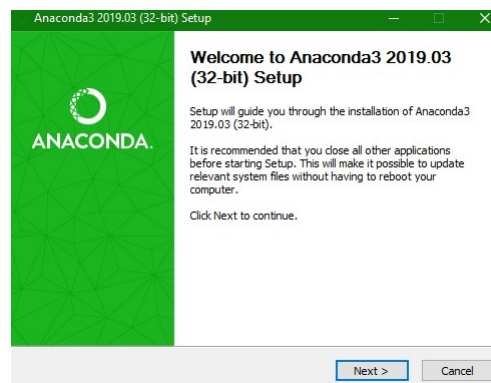 Anaconda3 2019.03 (32-bit) Setup
ANACONDA.
Welcome to Anaconda3 2019.03
(32-bit) Setup
Setup will guide you through the installation of Anaconda3
2019.03 (32-bit).
It is recommended that you close all other applications
before starting Setup. This will make it possible to update
relevant system files without having to reboot your
computer.
Click Next to continue.
Next >
Cancel